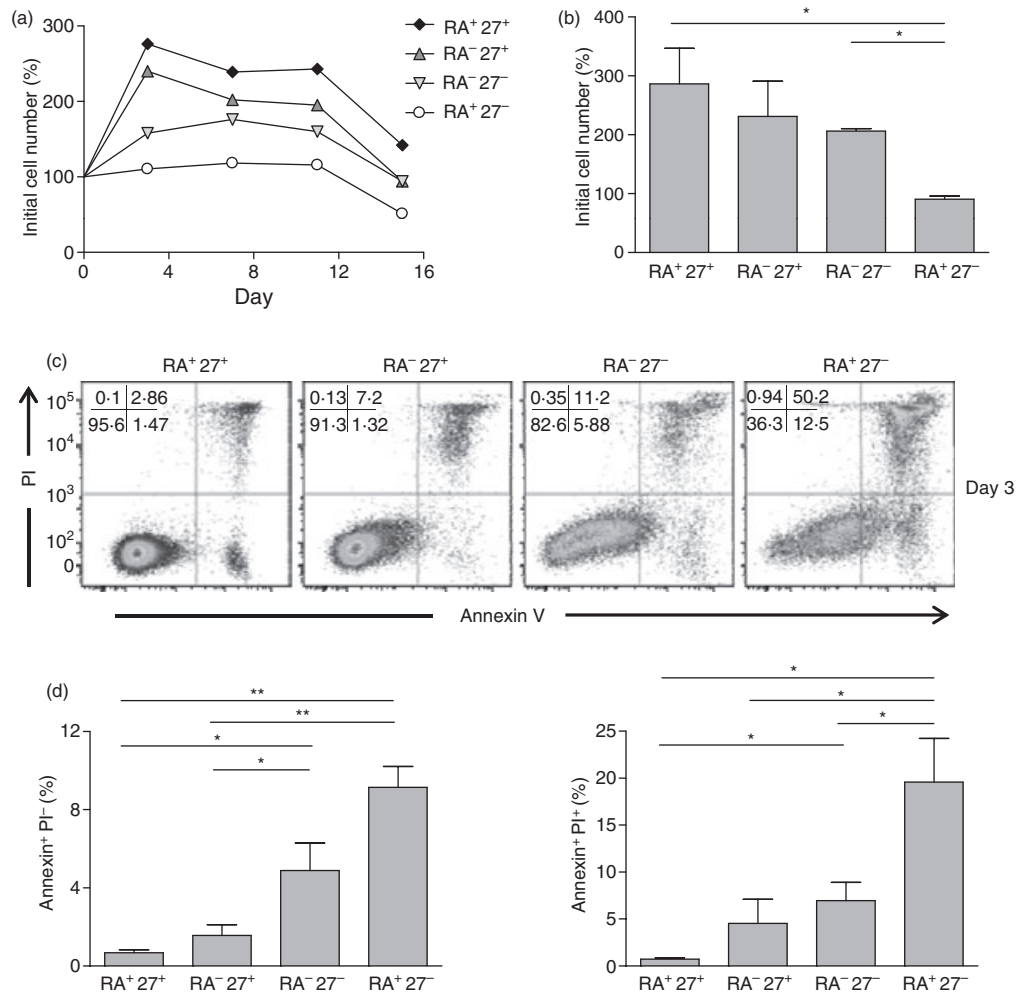 (a)
300
200
100
0
Initial cell number (%)
0 4 8 12 16
Day
RA⁺ 27⁺
RA⁻ 27⁺
RA⁻ 27⁻
RA⁺ 27⁻
(b)
400
300
200
100
0
Initial cell number (%)
*
*
RA⁺ 27⁺ RA⁻ 27⁺ RA⁻ 27⁻ RA⁺ 27⁻
(c)
RA⁺ 27⁺ RA⁻ 27⁺ RA⁻ 27⁻ RA⁺ 27⁻
0·1 2·86 0·13 7·2 0·35 11·2 0·94 50·2
95·6 1·47 91·3 1·32 82·6 5·88 36·3 12·5
10⁵
10⁴
10³
10²
0
PI
Day 3
Annexin V
(d)
**
**
*
*
12
8
4
0
Annexin⁺ PI⁻ (%)
RA⁺ 27⁺ RA⁻ 27⁺ RA⁻ 27⁻ RA⁺ 27⁻
*
*
*
*
25
20
15
10
5
0
Annexin⁺ PI⁺ (%)
RA⁺ 27⁺ RA⁻ 27⁺ RA⁻ 27⁻ RA⁺ 27⁻